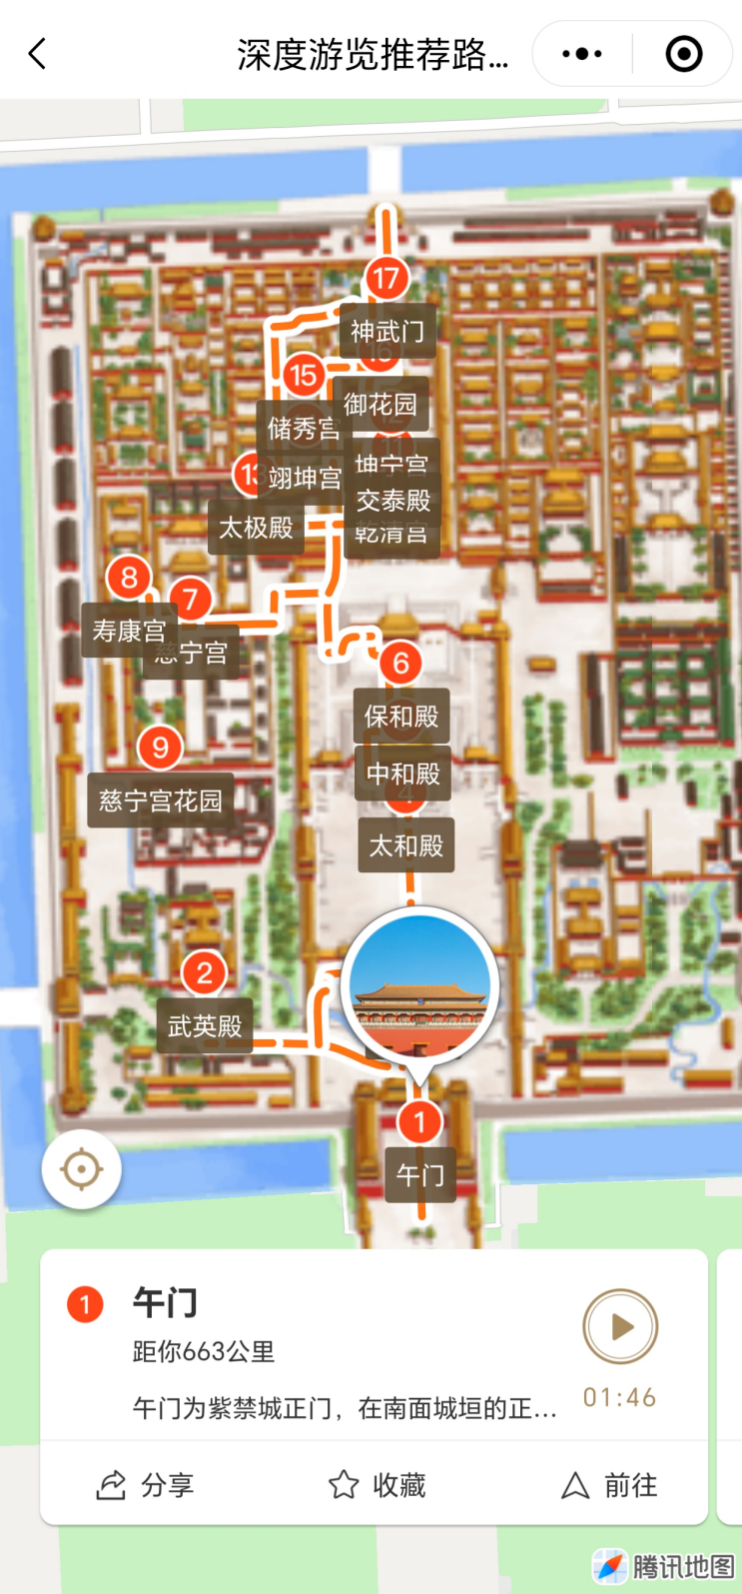 深度游览推荐路...
17
神武门
15
御花园
储秀宫
13
翊坤宫
坤宁宫
交泰殿
太极殿
乾清宫
8
7
寿康宫
慈宁宫
6
保和殿
9
中和殿
慈宁宫花园
4
太和殿
2
武英殿
1
午门
1
午门
距你663公里
午门为紫禁城正门，在南面城垣的正...
01:46
分享
收藏
前往
腾讯地图